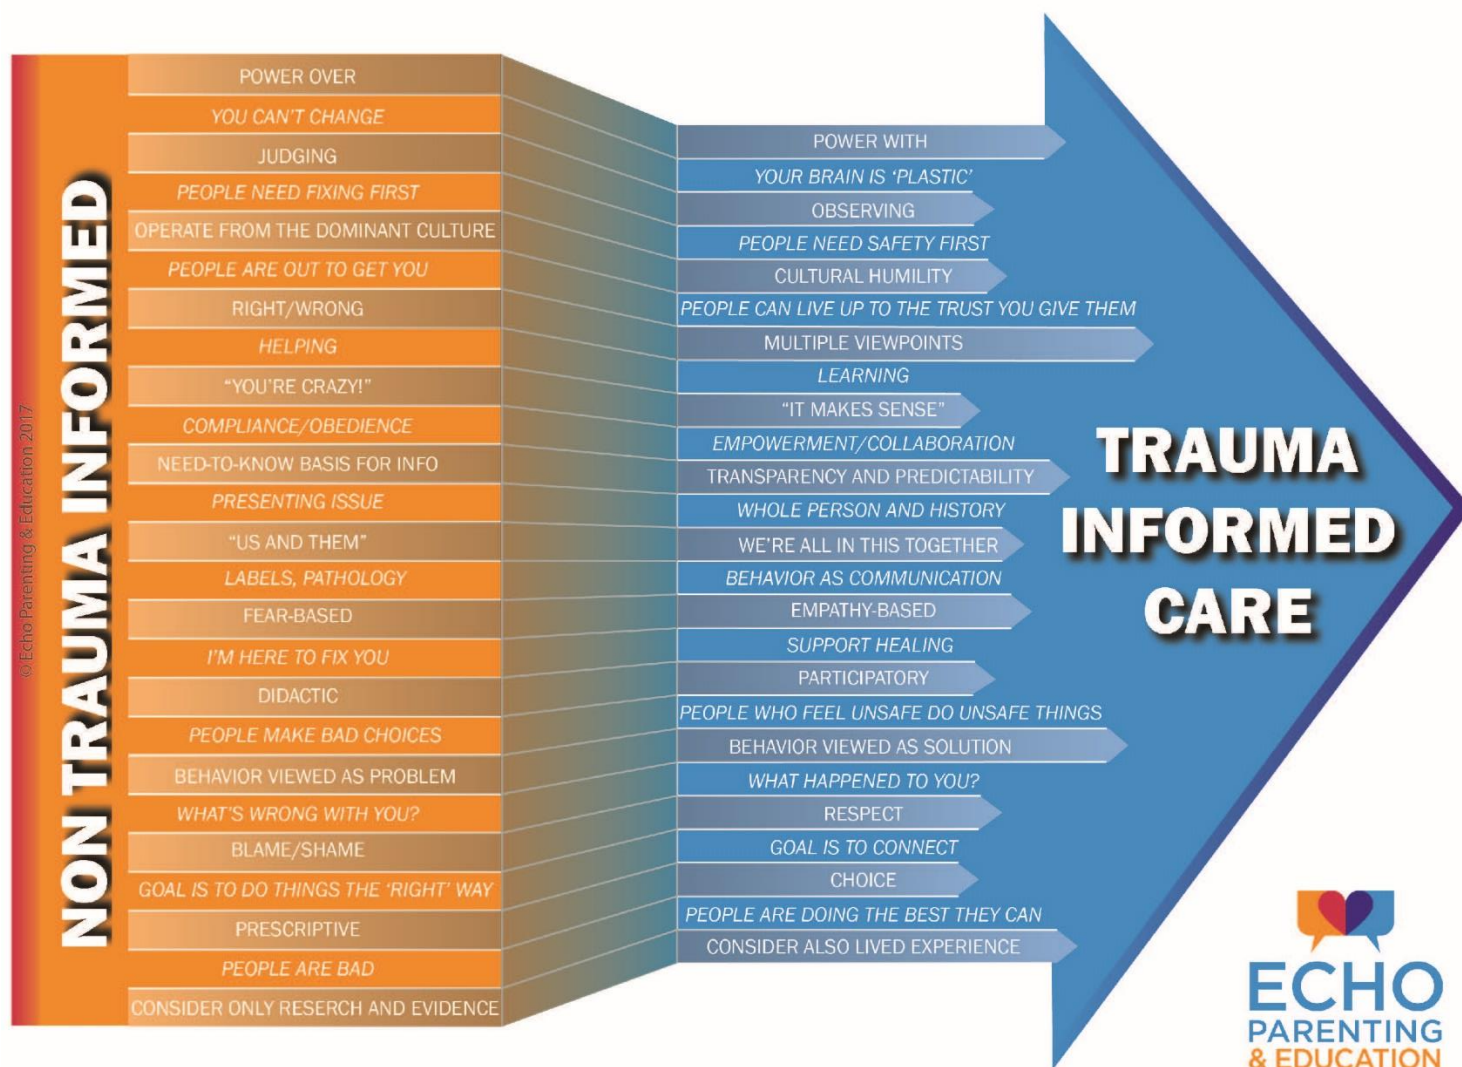 © Echo Parenting & Education 2017
NON TRAUMA INFORMED
POWER OVER
YOU CAN'T CHANGE
JUDGING
PEOPLE NEED FIXING FIRST
OPERATE FROM THE DOMINANT CULTURE
PEOPLE ARE OUT TO GET YOU
RIGHT/WRONG
HELPING
“YOU'RE CRAZY!”
COMPLIANCE/OBEDIENCE
NEED-TO-KNOW BASIS FOR INFO
PRESENTING ISSUE
“US AND THEM”
LABELS, PATHOLOGY
FEAR-BASED
I'M HERE TO FIX YOU
DIDACTIC
PEOPLE MAKE BAD CHOICES
BEHAVIOR VIEWED AS PROBLEM
WHAT'S WRONG WITH YOU?
BLAME/SHAME
GOAL IS TO DO THINGS THE ‘RIGHT’ WAY
PRESCRIPTIVE
PEOPLE ARE BAD
CONSIDER ONLY RESERCH AND EVIDENCE
POWER WITH
YOUR BRAIN IS ‘PLASTIC’
OBSERVING
PEOPLE NEED SAFETY FIRST
CULTURAL HUMILITY
PEOPLE CAN LIVE UP TO THE TRUST YOU GIVE THEM
MULTIPLE VIEWPOINTS
LEARNING
“IT MAKES SENSE”
EMPOWERMENT/COLLABORATION
TRANSPARENCY AND PREDICTABILITY
WHOLE PERSON AND HISTORY
WE'RE ALL IN THIS TOGETHER
BEHAVIOR AS COMMUNICATION
EMPATHY-BASED
SUPPORT HEALING
PARTICIPATORY
PEOPLE WHO FEEL UNSAFE DO UNSAFE THINGS
BEHAVIOR VIEWED AS SOLUTION
WHAT HAPPENED TO YOU?
RESPECT
GOAL IS TO CONNECT
CHOICE
PEOPLE ARE DOING THE BEST THEY CAN
CONSIDER ALSO LIVED EXPERIENCE
TRAUMA
INFORMED
CARE
ECHO
PARENTING
& EDUCATION